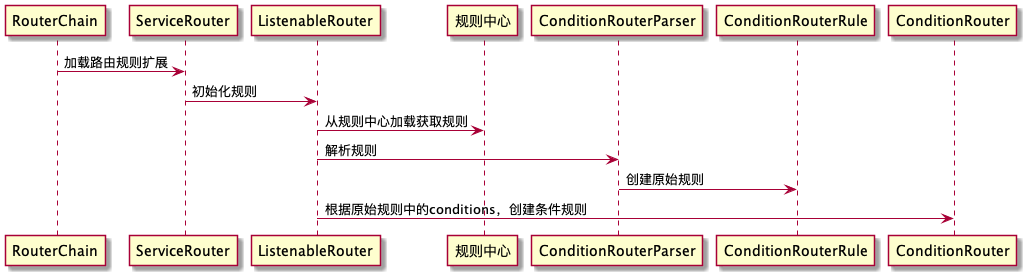 RouterChain
ServiceRouter
ListenableRouter
规则中心
ConditionRouterParser
ConditionRouterRule
ConditionRouter
加载路由规则扩展
初始化规则
从规则中心加载获取规则
解析规则
创建原始规则
根据原始规则中的conditions，创建条件规则
RouterChain
ServiceRouter
ListenableRouter
规则中心
ConditionRouterParser
ConditionRouterRule
ConditionRouter